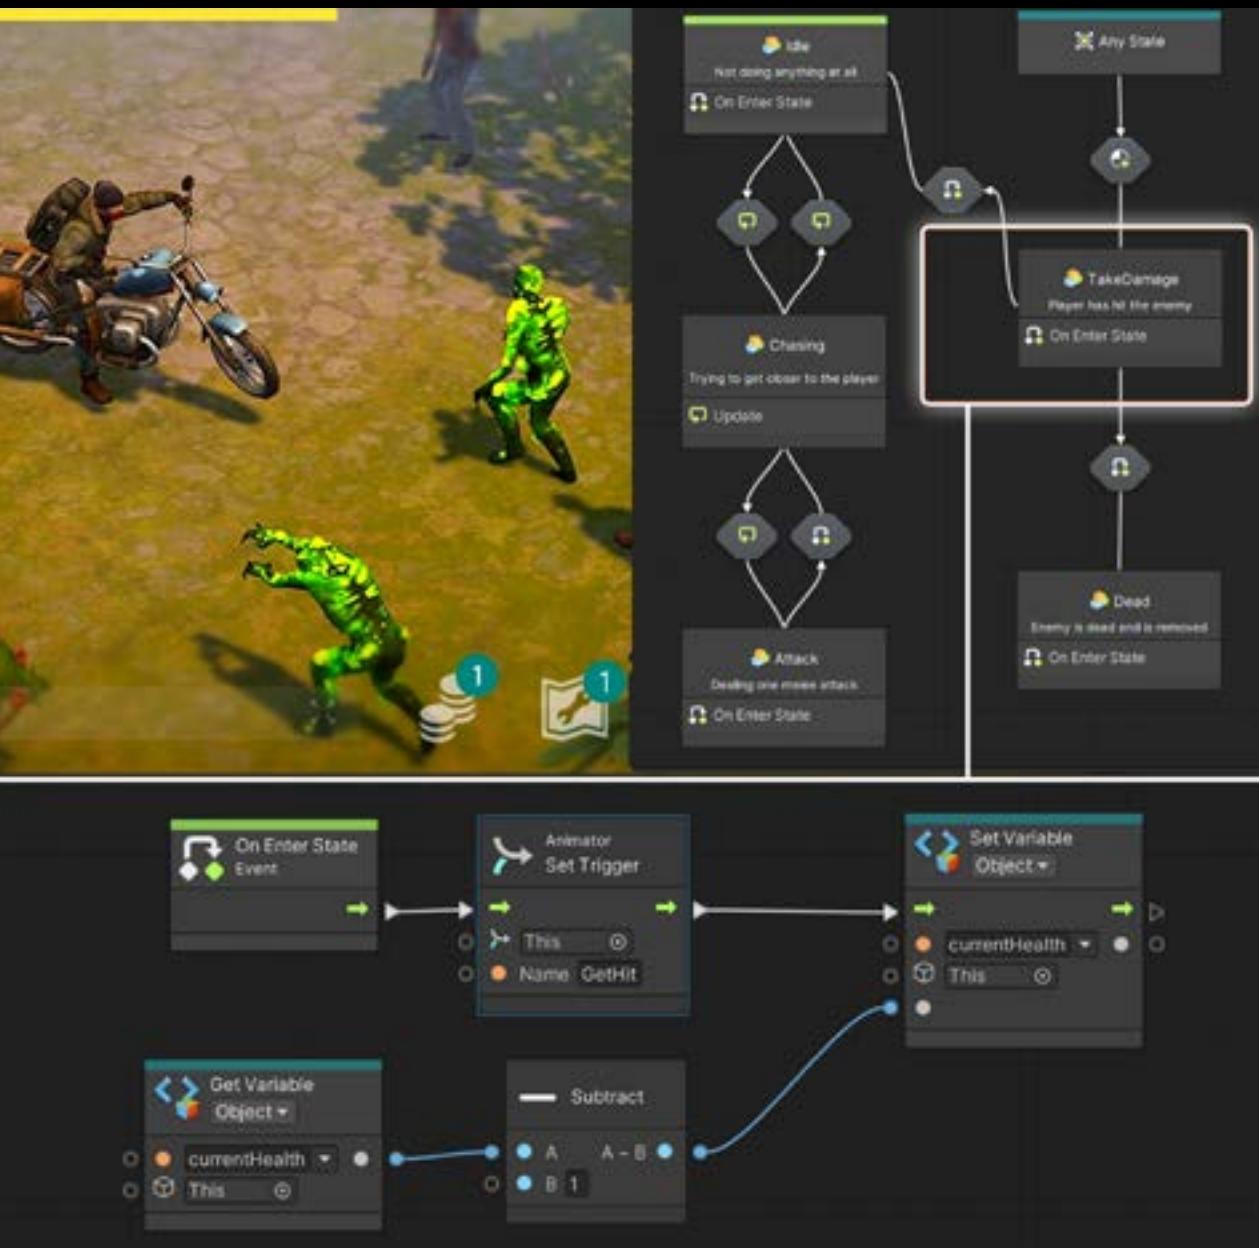 1
1
Idle
Not doing anything at all
On Enter State
Chasing
Trying to get closer to the player
Update
Attack
Dealing one melee attack
On Enter State
Any State
TakeDamage
Player has hit the enemy
On Enter State
Dead
Enemy is dead and is removed
On Enter State
On Enter State
Event
Animator
Set Trigger
This
Name GetHit
Set Variable
Object
currentHealth
This
Get Variable
Object
currentHealth
This
Subtract
A A - B
B 1